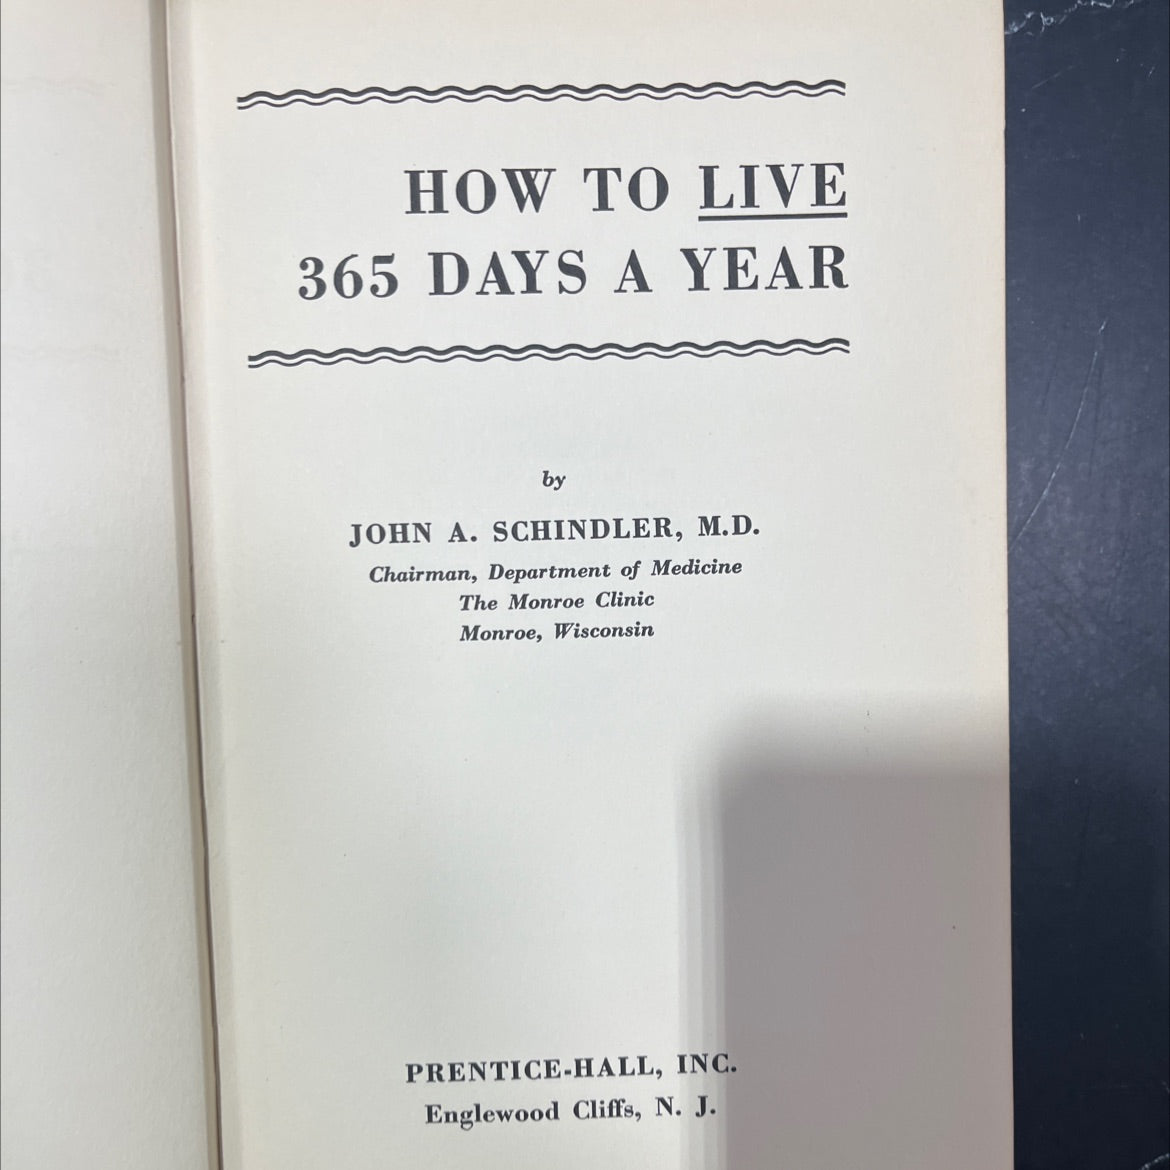 HOW TO LIVE
365 DAYS A YEAR
by
JOHN A. SCHINDLER, M.D.
Chairman, Department of Medicine
The Monroe Clinic
Monroe, Wisconsin
PRENTICE-HALL, INC.
Englewood Cliffs, N. J.